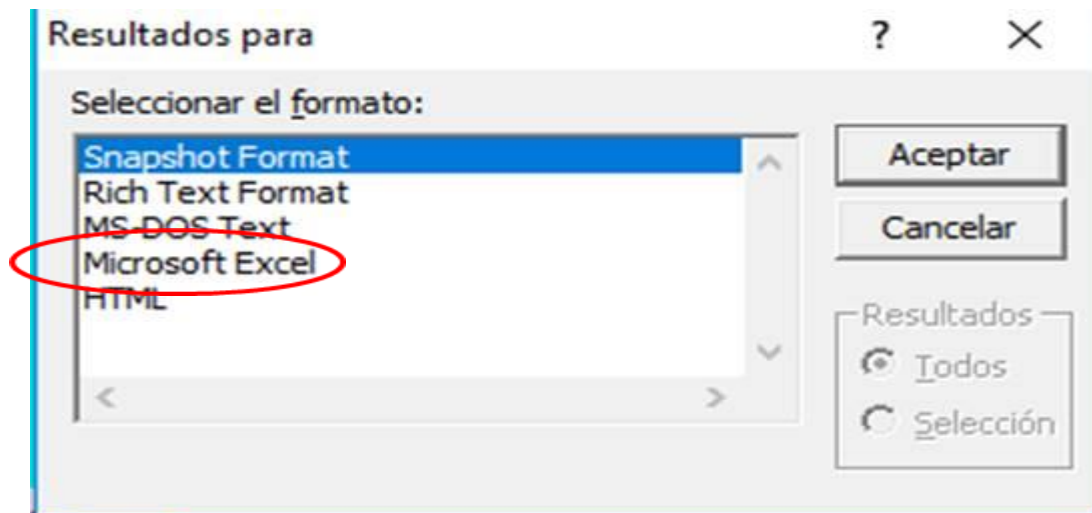 Resultados para ?
Seleccionar el formato:
Snapshot Format
Rich Text Format
MS-DOS Text
Microsoft Excel
HTML
Aceptar
Cancelar
Resultados
Todos
Selección